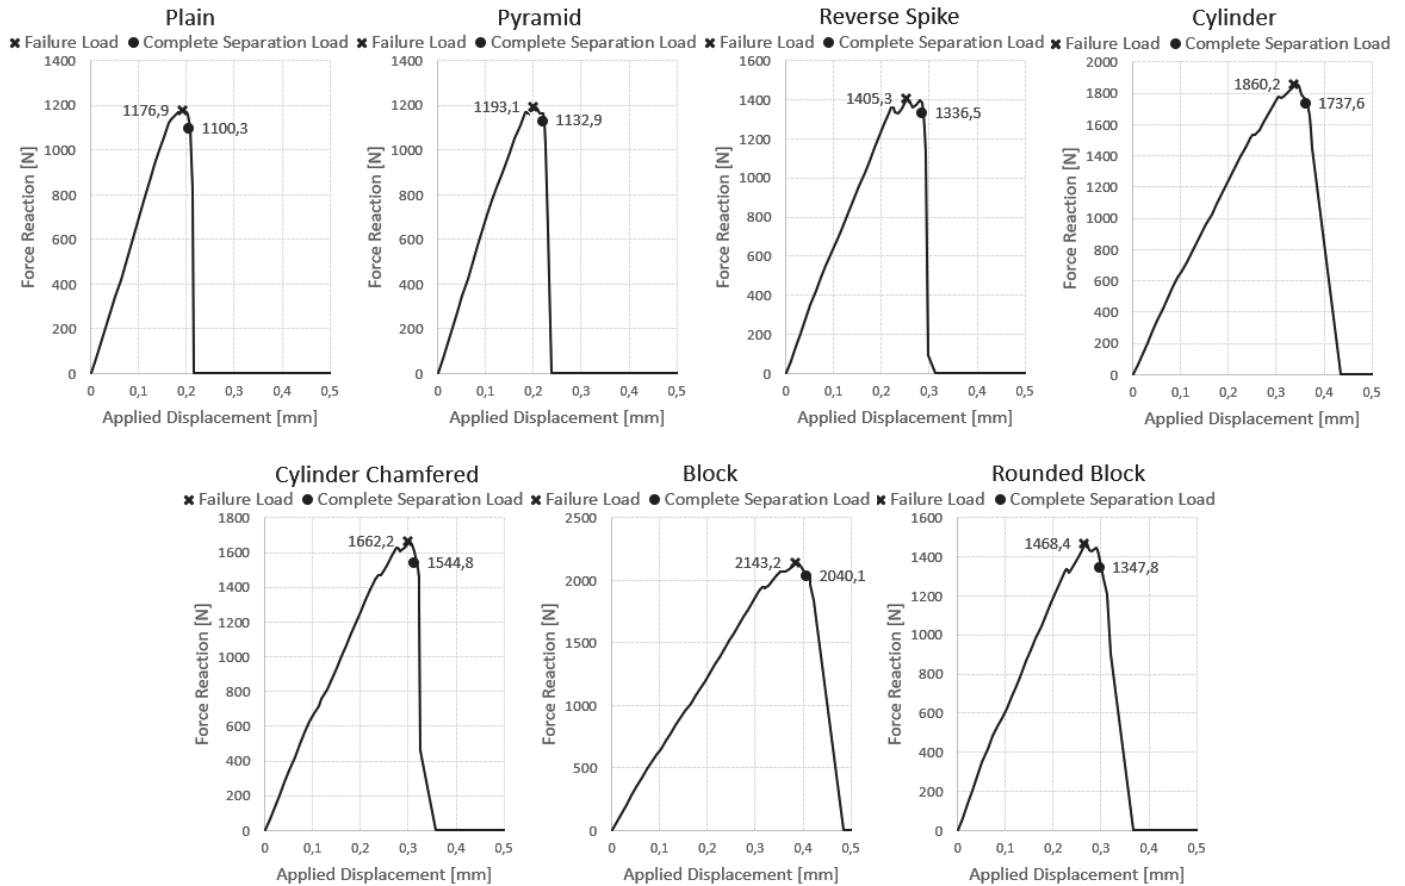 Plain
✖ Failure Load ● Complete Separation Load
1400
1200
1000
800
600
400
200
0
Force Reaction [N]
1176,9
1100,3
0 0,1 0,2 0,3 0,4 0,5
Applied Displacement [mm]
Pyramid
✖ Failure Load ● Complete Separation Load
1400
1200
1000
800
600
400
200
0
Force Reaction [N]
1193,1
1132,9
0 0,1 0,2 0,3 0,4 0,5
Applied Displacement [mm]
Reverse Spike
✖ Failure Load ● Complete Separation Load
1600
1400
1200
1000
800
600
400
200
0
Force Reaction [N]
1405,3
1336,5
0 0,1 0,2 0,3 0,4 0,5
Applied Displacement [mm]
Cylinder
✖ Failure Load ● Complete Separation Load
2000
1800
1600
1400
1200
1000
800
600
400
200
0
Force Reaction [N]
1860,2
1737,6
0 0,1 0,2 0,3 0,4 0,5
Applied Displacement [mm]
Cylinder Chamfered
✖ Failure Load ● Complete Separation Load
1800
1600
1400
1200
1000
800
600
400
200
0
Force Reaction [N]
1662,2
1544,8
0 0,1 0,2 0,3 0,4 0,5
Applied Displacement [mm]
Block
✖ Failure Load ● Complete Separation Load
2500
2000
1500
1000
500
0
Force Reaction [N]
2143,2
2040,1
0 0,1 0,2 0,3 0,4 0,5
Applied Displacement [mm]
Rounded Block
✖ Failure Load ● Complete Separation Load
1600
1400
1200
1000
800
600
400
200
0
Force Reaction [N]
1468,4
1347,8
0 0,1 0,2 0,3 0,4 0,5
Applied Displacement [mm]